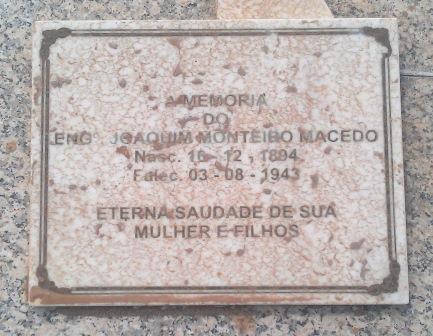 A MEMORIA
DO
ENGº JOAQUIM MONTEIRO MACEDO
Nasc. 16 - 12 - 1894
Falec. 03 - 08 - 1943
ETERNA SAUDADE DE SUA
MULHER E FILHOS